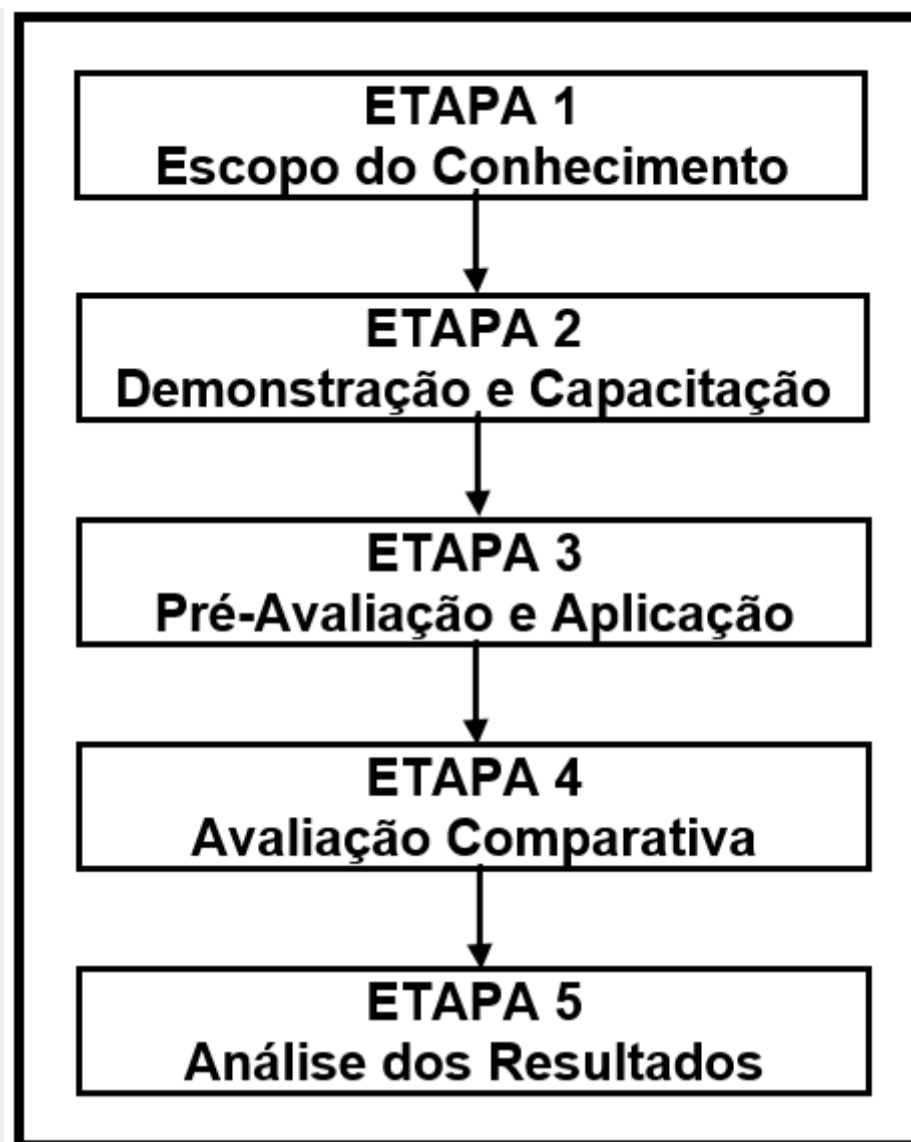 ETAPA 1
Escopo do Conhecimento
ETAPA 2
Demonstração e Capacitação
ETAPA 3
Pré-Avaliação e Aplicação
ETAPA 4
Avaliação Comparativa
ETAPA 5
Análise dos Resultados